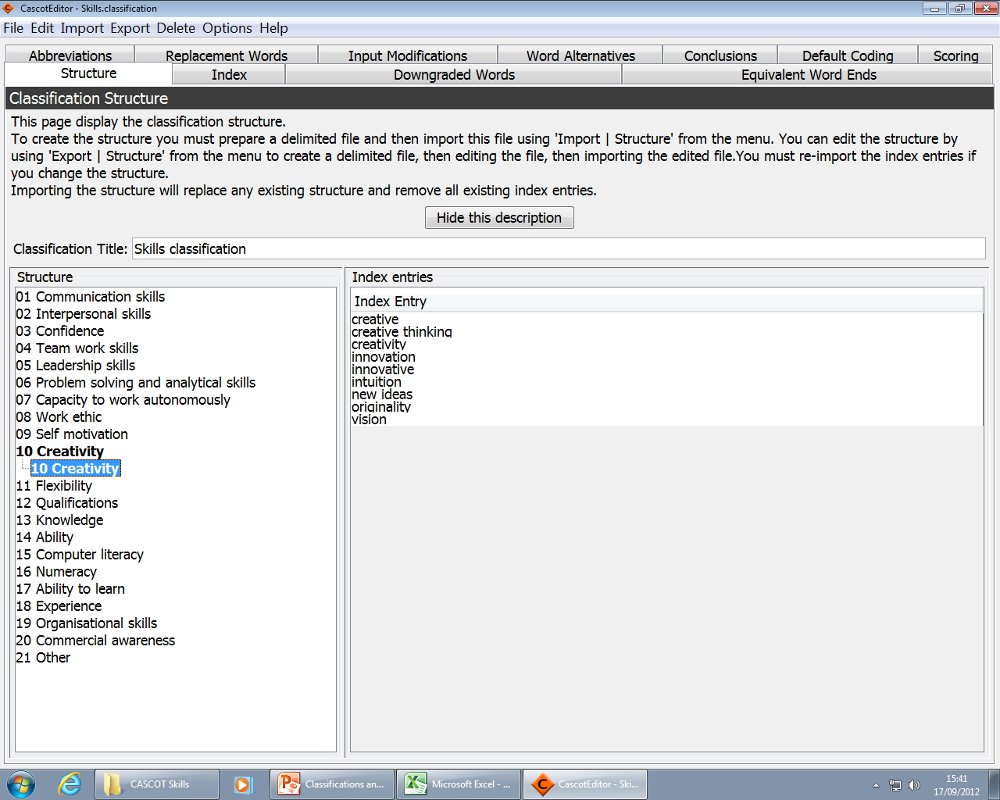 CascotEditor - Skills.classification
File Edit Import Export Delete Options Help
Abbreviations Replacement Words Input Modifications Word Alternatives Conclusions Default Coding Scoring
Structure Index Downgraded Words Equivalent Word Ends
Classification Structure
This page display the classification structure.
To create the structure you must prepare a delimited file and then import this file using 'Import | Structure' from the menu. You can edit the structure by
using 'Export | Structure' from the menu to create a delimited file, then editing the file, then importing the edited file.You must re-import the index entries if
you change the structure.
Importing the structure will replace any existing structure and remove all existing index entries.
Hide this description
Classification Title: Skills classification
Structure
01 Communication skills
02 Interpersonal skills
03 Confidence
04 Team work skills
05 Leadership skills
06 Problem solving and analytical skills
07 Capacity to work autonomously
08 Work ethic
09 Self motivation
10 Creativity
10 Creativity
11 Flexibility
12 Qualifications
13 Knowledge
14 Ability
15 Computer literacy
16 Numeracy
17 Ability to learn
18 Experience
19 Organisational skills
20 Commercial awareness
21 Other
Index entries
Index Entry
creative
creative thinking
creativity
innovation
innovative
intuition
new ideas
originality
vision
CASCOT Skills
Classifications an...
Microsoft Excel - ...
CascotEditor - Ski...
15:41
17/09/2012